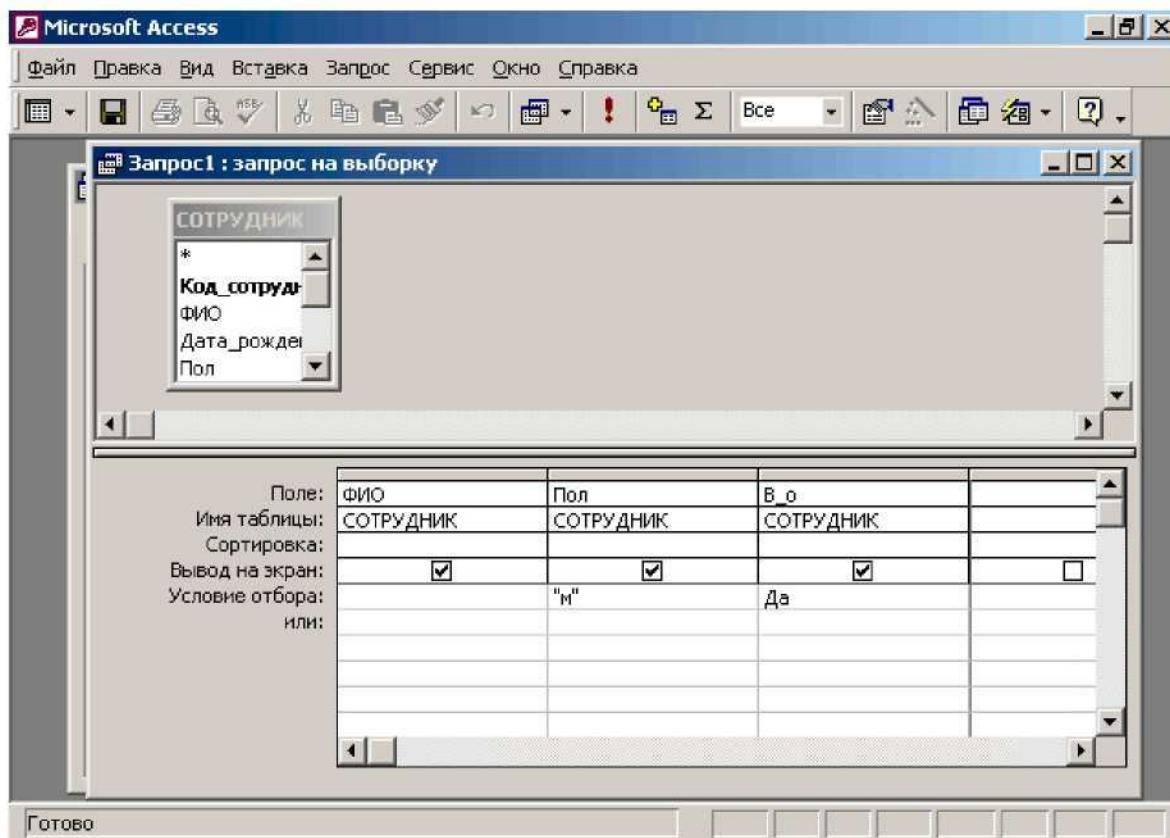 Microsoft Access
Файл Правка Вид Вставка Запрос Сервис Окно Справка
Все
Запрос1 : запрос на выборку
СОТРУДНИК
*
Код_сотрудн
ФИО
Дата_рожден
Пол
Поле: ФИО Пол В_о
Имя таблицы: СОТРУДНИК СОТРУДНИК СОТРУДНИК
Сортировка:
Вывод на экран:
Условие отбора: "м" Да
или:
Готово